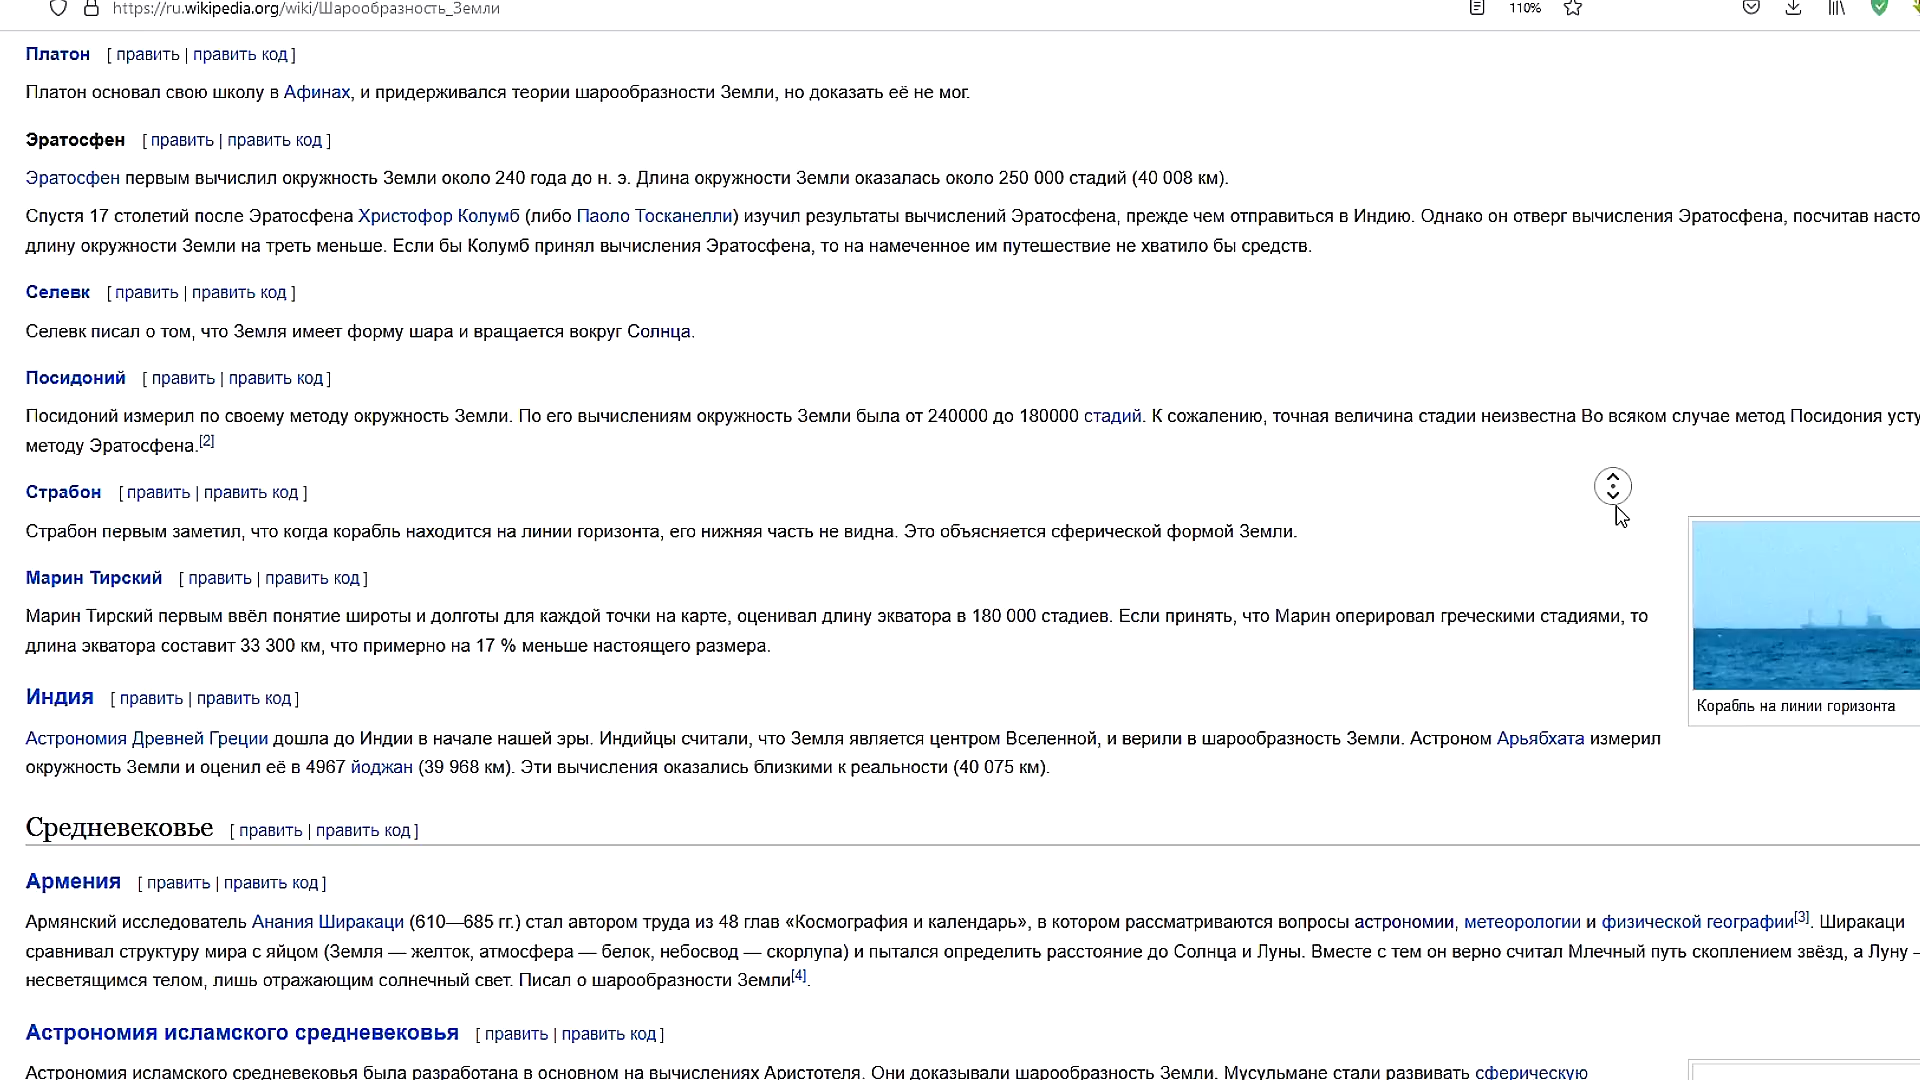 https://ru.wikipedia.org/wiki/Шарообразность_Земли
110%
Платон [ править | править код ]
Платон основал свою школу в Афинах, и придерживался теории шарообразности Земли, но доказать её не мог.
Эратосфен [ править | править код ]
Эратосфен первым вычислил окружность Земли около 240 года до н. э. Длина окружности Земли оказалась около 250 000 стадий (40 008 км).
Спустя 17 столетий после Эратосфена Христофор Колумб (либо Паоло Тосканелли) изучил результаты вычислений Эратосфена, прежде чем отправиться в Индию. Однако он отверг вычисления Эратосфена, посчитав насто
длину окружности Земли на треть меньше. Если бы Колумб принял вычисления Эратосфена, то на намеченное им путешествие не хватило бы средств.
Селевк [ править | править код ]
Селевк писал о том, что Земля имеет форму шара и вращается вокруг Солнца.
Посидоний [ править | править код ]
Посидоний измерил по своему методу окружность Земли. По его вычислениям окружность Земли была от 240000 до 180000 стадий. К сожалению, точная величина стадии неизвестна Во всяком случае метод Посидония усту
методу Эратосфена.[2]
Страбон [ править | править код ]
Страбон первым заметил, что когда корабль находится на линии горизонта, его нижняя часть не видна. Это объясняется сферической формой Земли.
Марин Тирский [ править | править код ]
Марин Тирский первым ввёл понятие широты и долготы для каждой точки на карте, оценивал длину экватора в 180 000 стадиев. Если принять, что Марин оперировал греческими стадиями, то
длина экватора составит 33 300 км, что примерно на 17 % меньше настоящего размера.
Корабль на линии горизонта
Индия [ править | править код ]
Астрономия Древней Греции дошла до Индии в начале нашей эры. Индийцы считали, что Земля является центром Вселенной, и верили в шарообразность Земли. Астроном Арьябхата измерил
окружность Земли и оценил её в 4967 йоджан (39 968 км). Эти вычисления оказались близкими к реальности (40 075 км).
Средневековье [ править | править код ]
Армения [ править | править код ]
Армянский исследователь Анания Ширакаци (610—685 гг.) стал автором труда из 48 глав «Космография и календарь», в котором рассматриваются вопросы астрономии, метеорологии и физической географии[3]. Ширакаци
сравнивал структуру мира с яйцом (Земля — желток, атмосфера — белок, небосвод — скорлупа) и пытался определить расстояние до Солнца и Луны. Вместе с тем он верно считал Млечный путь скоплением звёзд, а Луну –
несветящимся телом, лишь отражающим солнечный свет. Писал о шарообразности Земли[4].
Астрономия исламского средневековья [ править | править код ]
Астрономия исламского средневековья была разработана в основном на вычислениях Аристотеля. Они доказывали шарообразность Земли. Мусульмане стали развивать сферическую